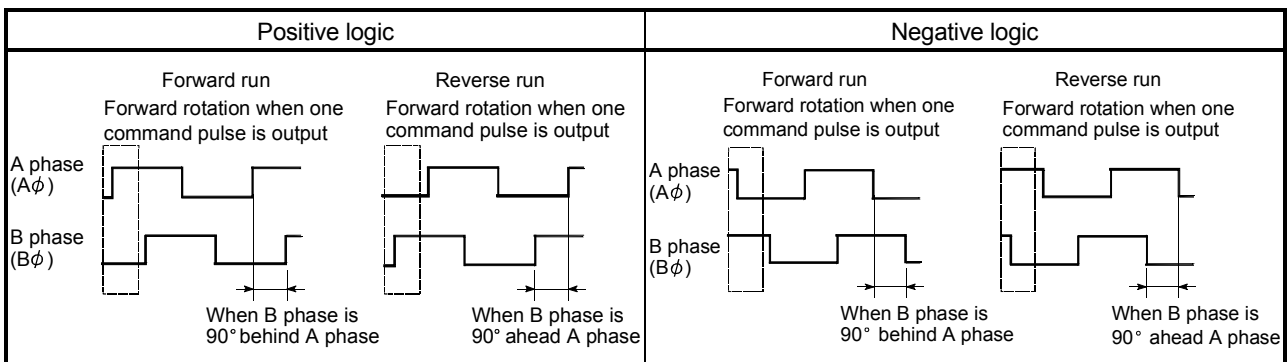 Positive logic
Negative logic
Forward run
Forward rotation when one
command pulse is output
Reverse run
Forward rotation when one
command pulse is output
A phase
(Aϕ)
B phase
(Bϕ)
When B phase is
90° behind A phase
When B phase is
90° ahead A phase
Forward run
Forward rotation when one
command pulse is output
Reverse run
Forward rotation when one
command pulse is output
A phase
(Aϕ)
B phase
(Bϕ)
When B phase is
90° behind A phase
When B phase is
90° ahead A phase